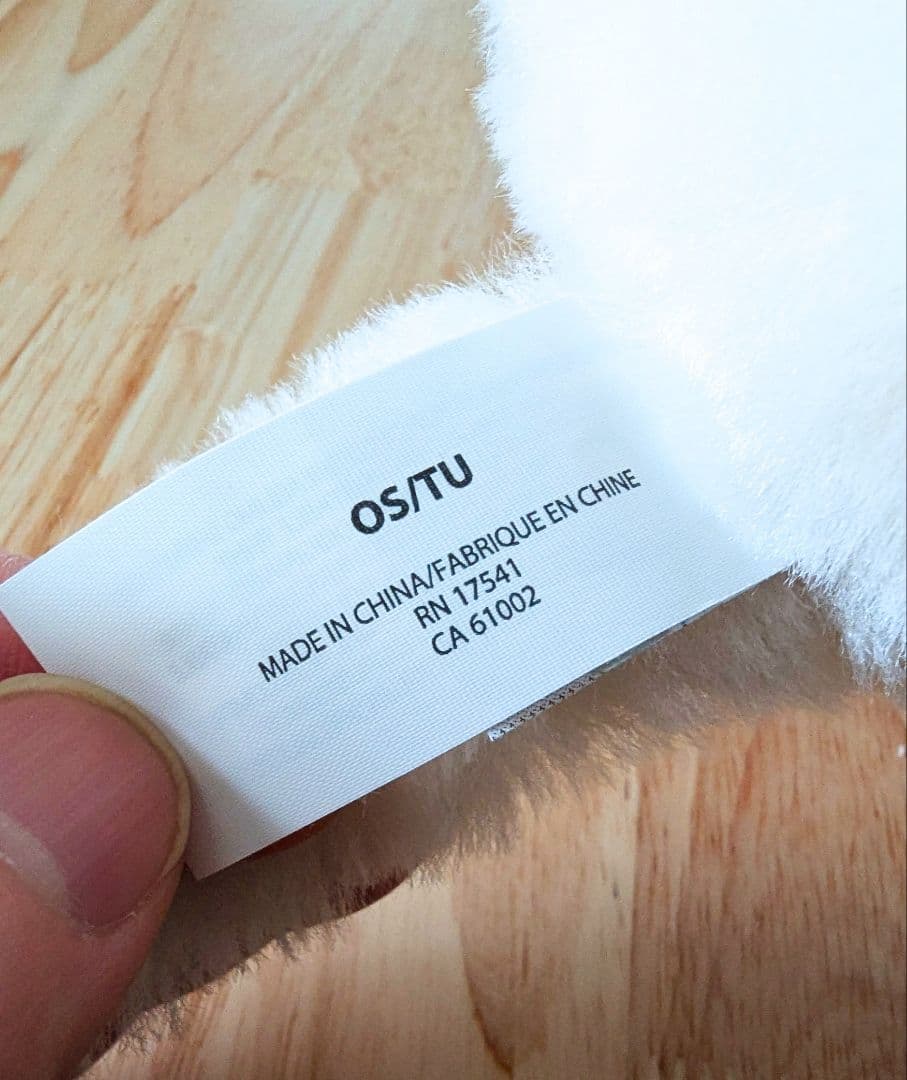 OS/TU
MADE IN CHINA/FABRIQUE EN CHINE
RN 17541
CA 61002